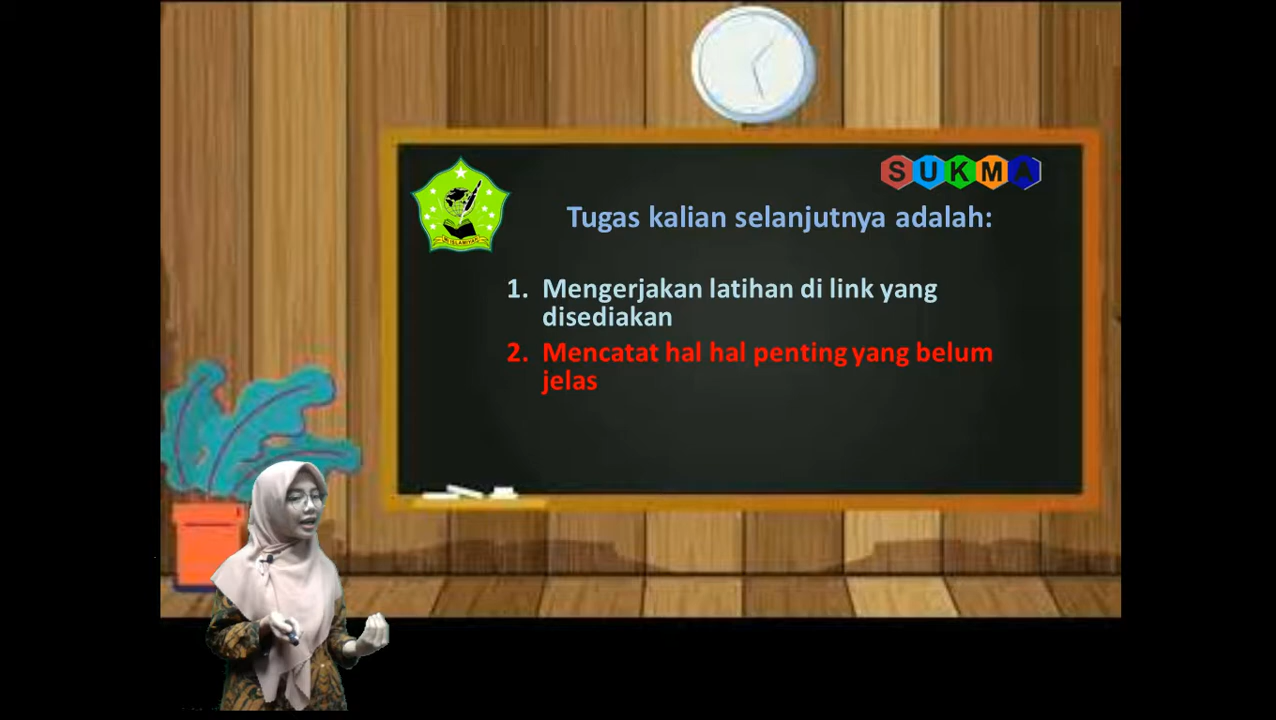 SUKMA
Tugas kalian selanjutnya adalah:
1. Mengerjakan latihan di link yang
disediakan
2. Mencatat hal hal penting yang belum
jelas